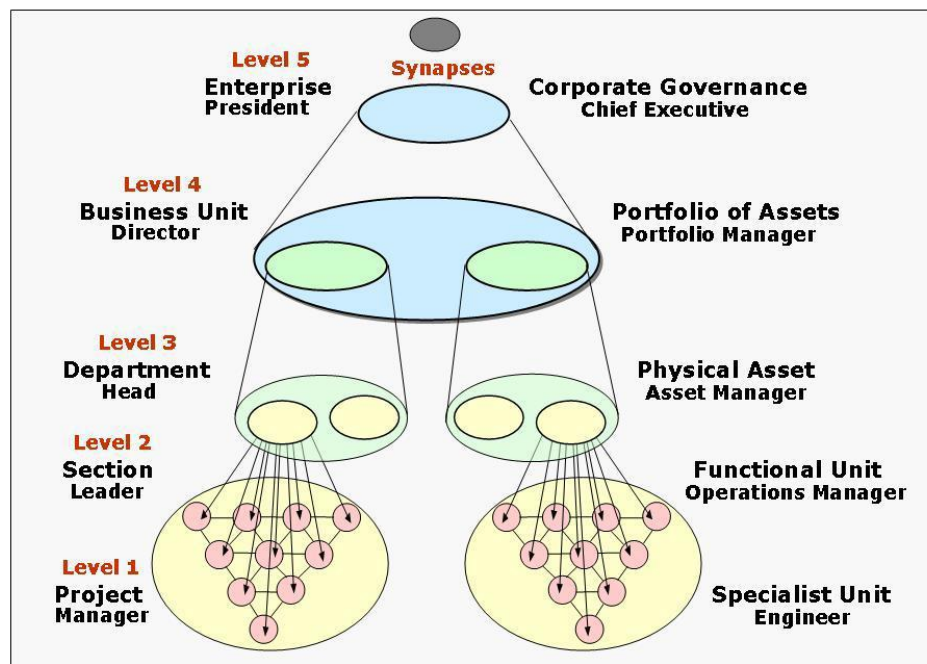 Level 5
Synapses
Enterprise
President
Corporate Governance
Chief Executive
Level 4
Business Unit
Director
Portfolio of Assets
Portfolio Manager
Level 3
Department
Head
Physical Asset
Asset Manager
Level 2
Section
Leader
Functional Unit
Operations Manager
Level 1
Project
Manager
Specialist Unit
Engineer